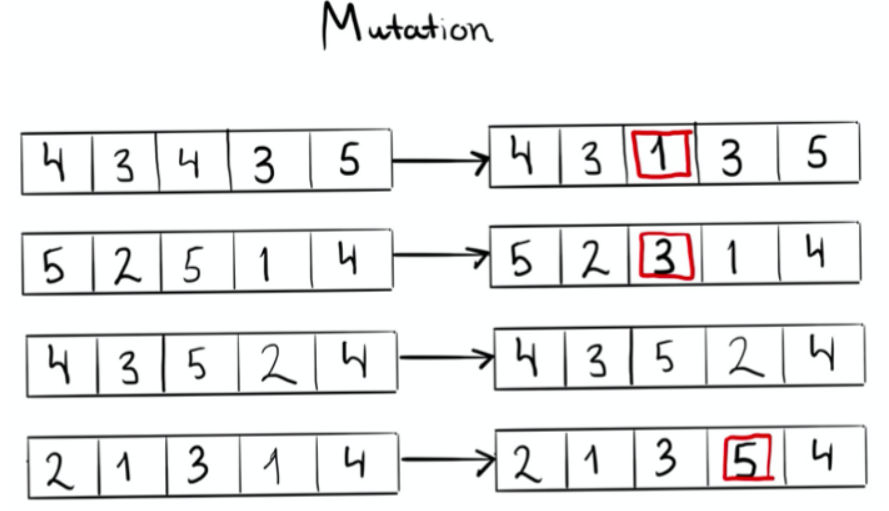 Mutation
4 3 4 3 5 4 3 1 3 5
5 2 5 1 4 5 2 3 1 4
4 3 5 2 4 4 3 5 2 4
2 1 3 1 4 2 1 3 5 4